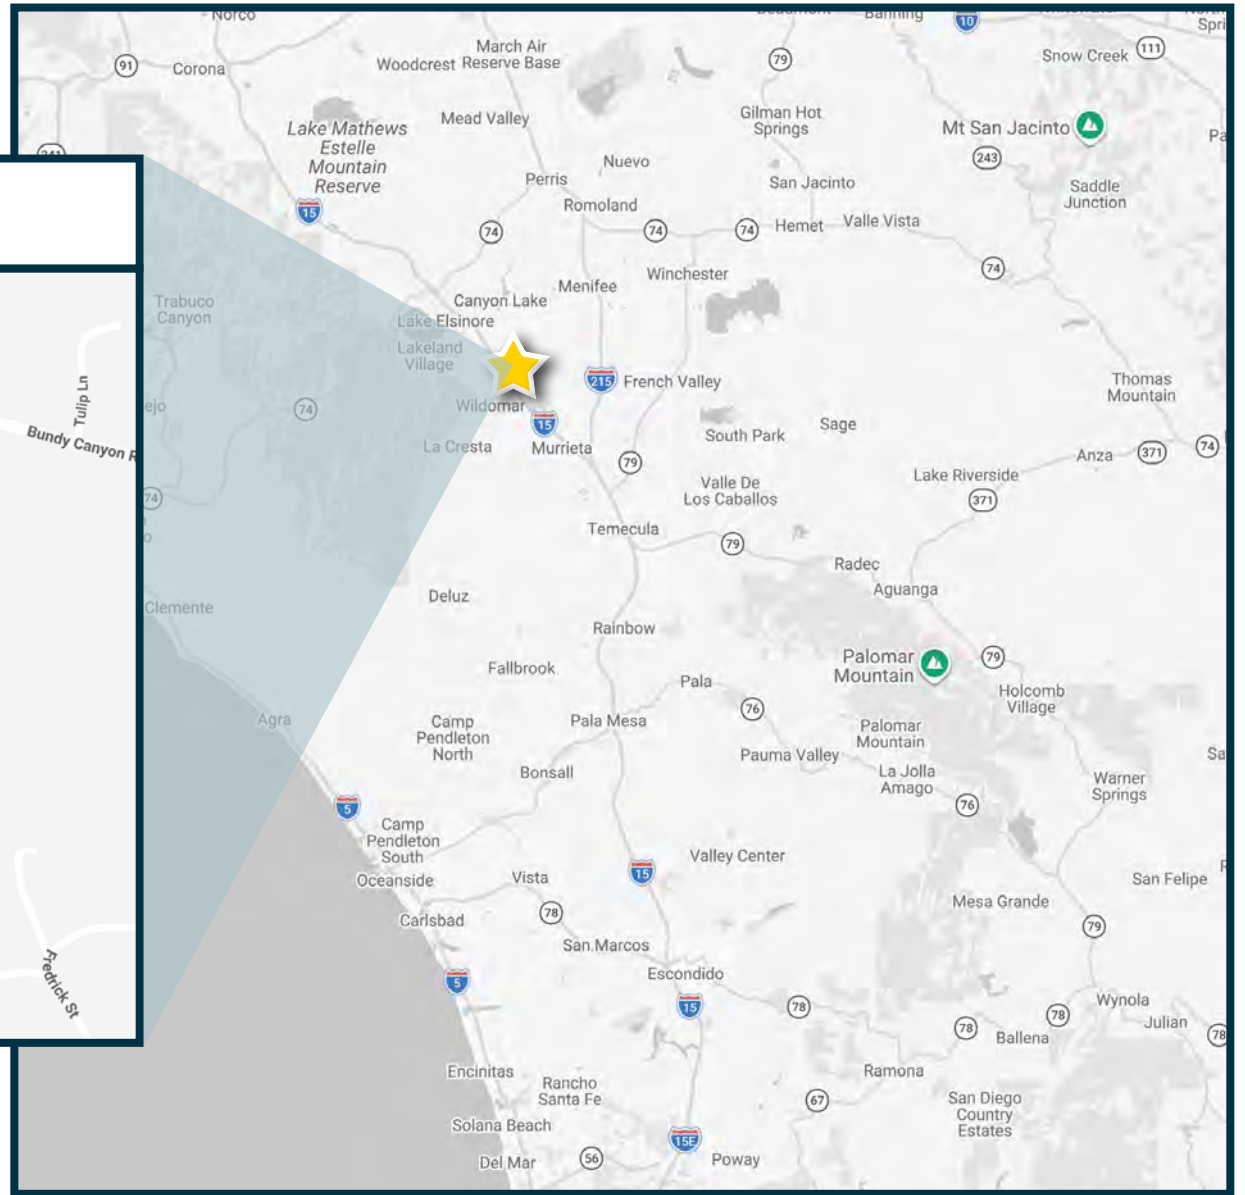 Norco
Banning
10
North
Spri
91
Corona
March Air
Reserve Base
Woodcrest
79
Snow Creek
111
Lake Mathews
Estelle
Mountain
Reserve
Mead Valley
Gilman Hot
Springs
Mt San Jacinto
Pa
243
Nuevo
Perris
San Jacinto
Saddle
Junction
15
Romoland
74
74
74
Hemet
Valle Vista
74
Winchester
Menifee
Trabuco
Canyon
Canyon Lake
Lake Elsinore
Lakeland
Village
Tulip Ln
215
French Valley
Thomas
Mountain
ejo
74
Wildomar
15
Sage
Bundy Canyon R
La Cresta
Murrieta
South Park
79
Anza
371
74
Lake Riverside
371
Valle De
Los Caballos
74
o
Temecula
79
Radec
Aguanga
Deluz
Clemente
Rainbow
Palomar
Mountain
79
Fallbrook
Pala
Holcomb
Village
Agra
Camp
Pendleton
North
Pala Mesa
76
Palomar
Mountain
Pauma Valley
Sa
Bonsall
La Jolla
Amago
Warner
Springs
5
76
Camp
Pendleton
South
Valley Center
15
Oceanside
Vista
San Felipe
Carlsbad
78
Mesa Grande
79
San Marcos
Escondido
Fredrick St
5
15
78
78
78
Wynola
Julian
78
Ballena
Encinitas
Rancho
Santa Fe
Ramona
67
San Diego
Country
Estates
Solana Beach
15E
Del Mar
56
Poway